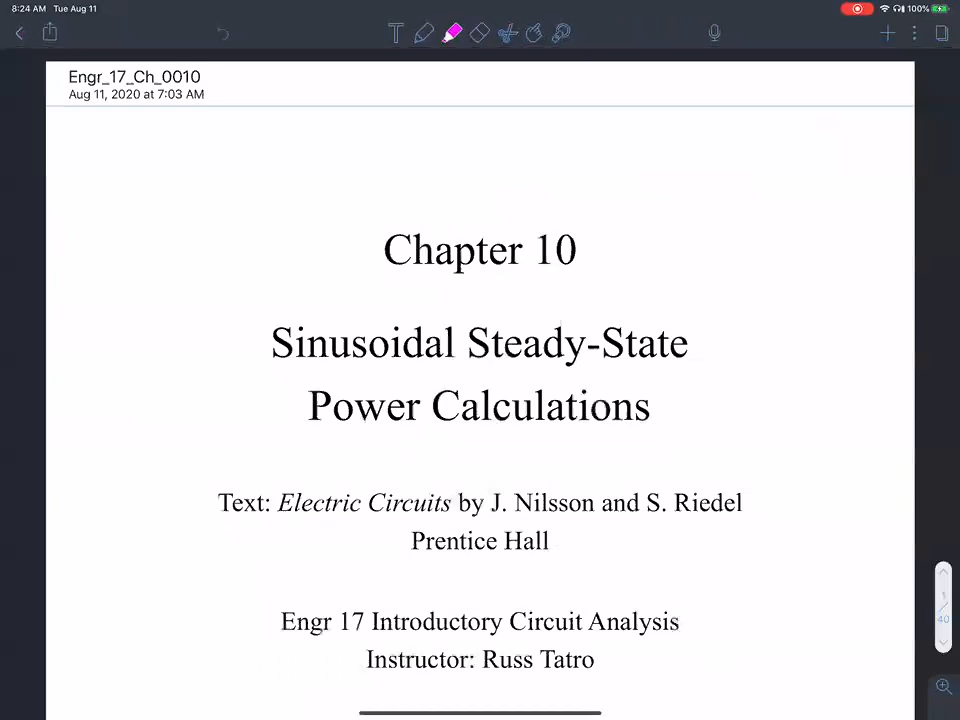 8:24 AM Tue Aug 11 100%
Engr_17_Ch_0010
Aug 11, 2020 at 7:03 AM
Chapter 10
Sinusoidal Steady-State
Power Calculations
Text: Electric Circuits by J. Nilsson and S. Riedel
Prentice Hall
Engr 17 Introductory Circuit Analysis
Instructor: Russ Tatro
1
40